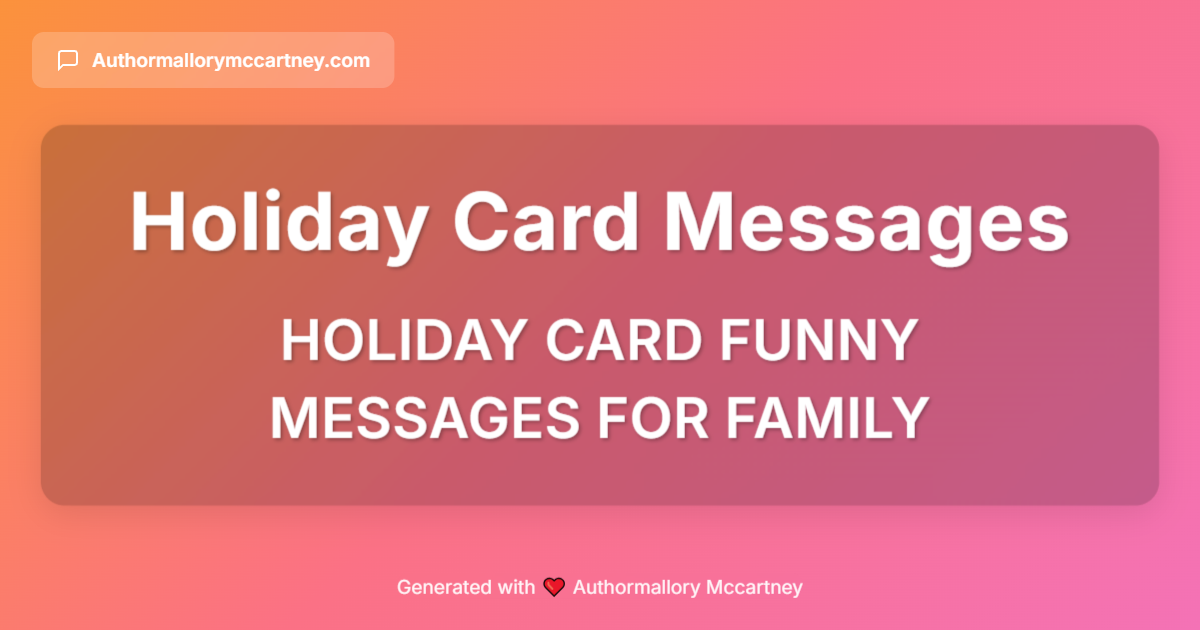 Authormallorymccartney.com
Holiday Card Messages
HOLIDAY CARD FUNNY
MESSAGES FOR FAMILY
Generated with ❤️ Authormallory Mccartney